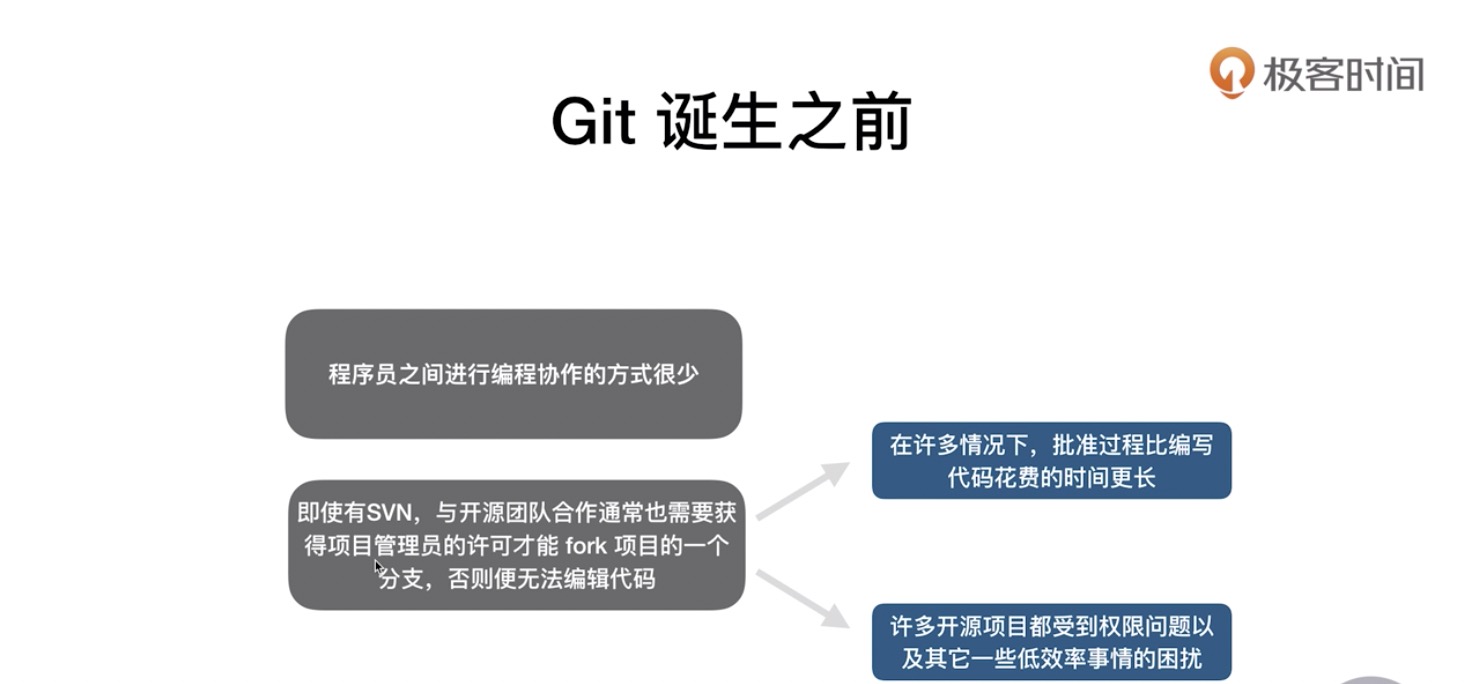 极客时间
Git 诞生之前
程序员之间进行编程协作的方式很少
即使有SVN，与开源团队合作通常也需要获
得项目管理员的许可才能 fork 项目的一个
分支，否则便无法编辑代码
在许多情况下，批准过程比编写
代码花费的时间更长
许多开源项目都受到权限问题以
及其它一些低效率事情的困扰